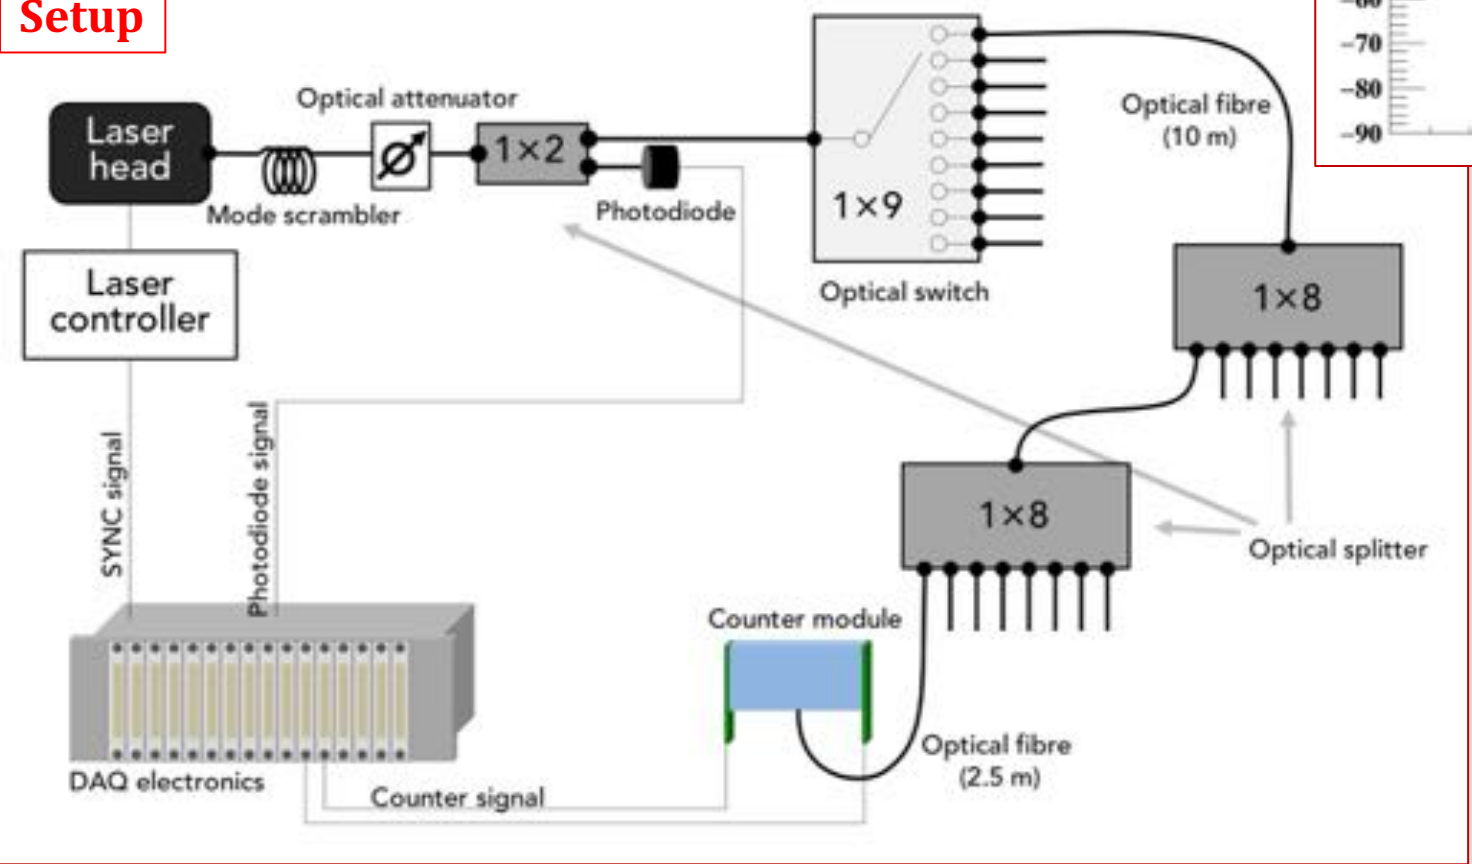 Setup
-60
-70
-80
-90
Optical attenuator
Laser
head
1×2
Mode scrambler
Photodiode
1×9
Optical switch
Optical fibre
(10 m)
1×8
Laser
controller
SYNC signal
Photodiode signal
1×8
Optical splitter
Counter module
Optical fibre
(2.5 m)
DAQ electronics
Counter signal